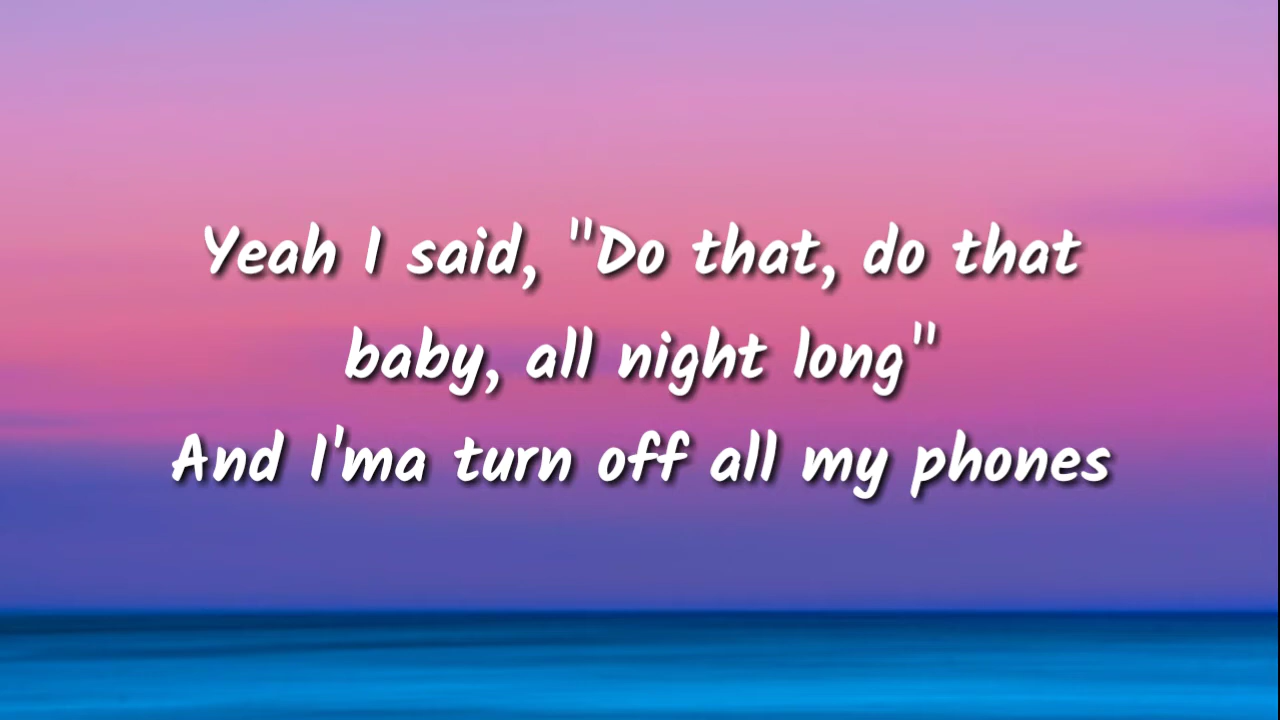 Yeah I said, "Do that, do that
baby, all night long"
And I'ma turn off all my phones